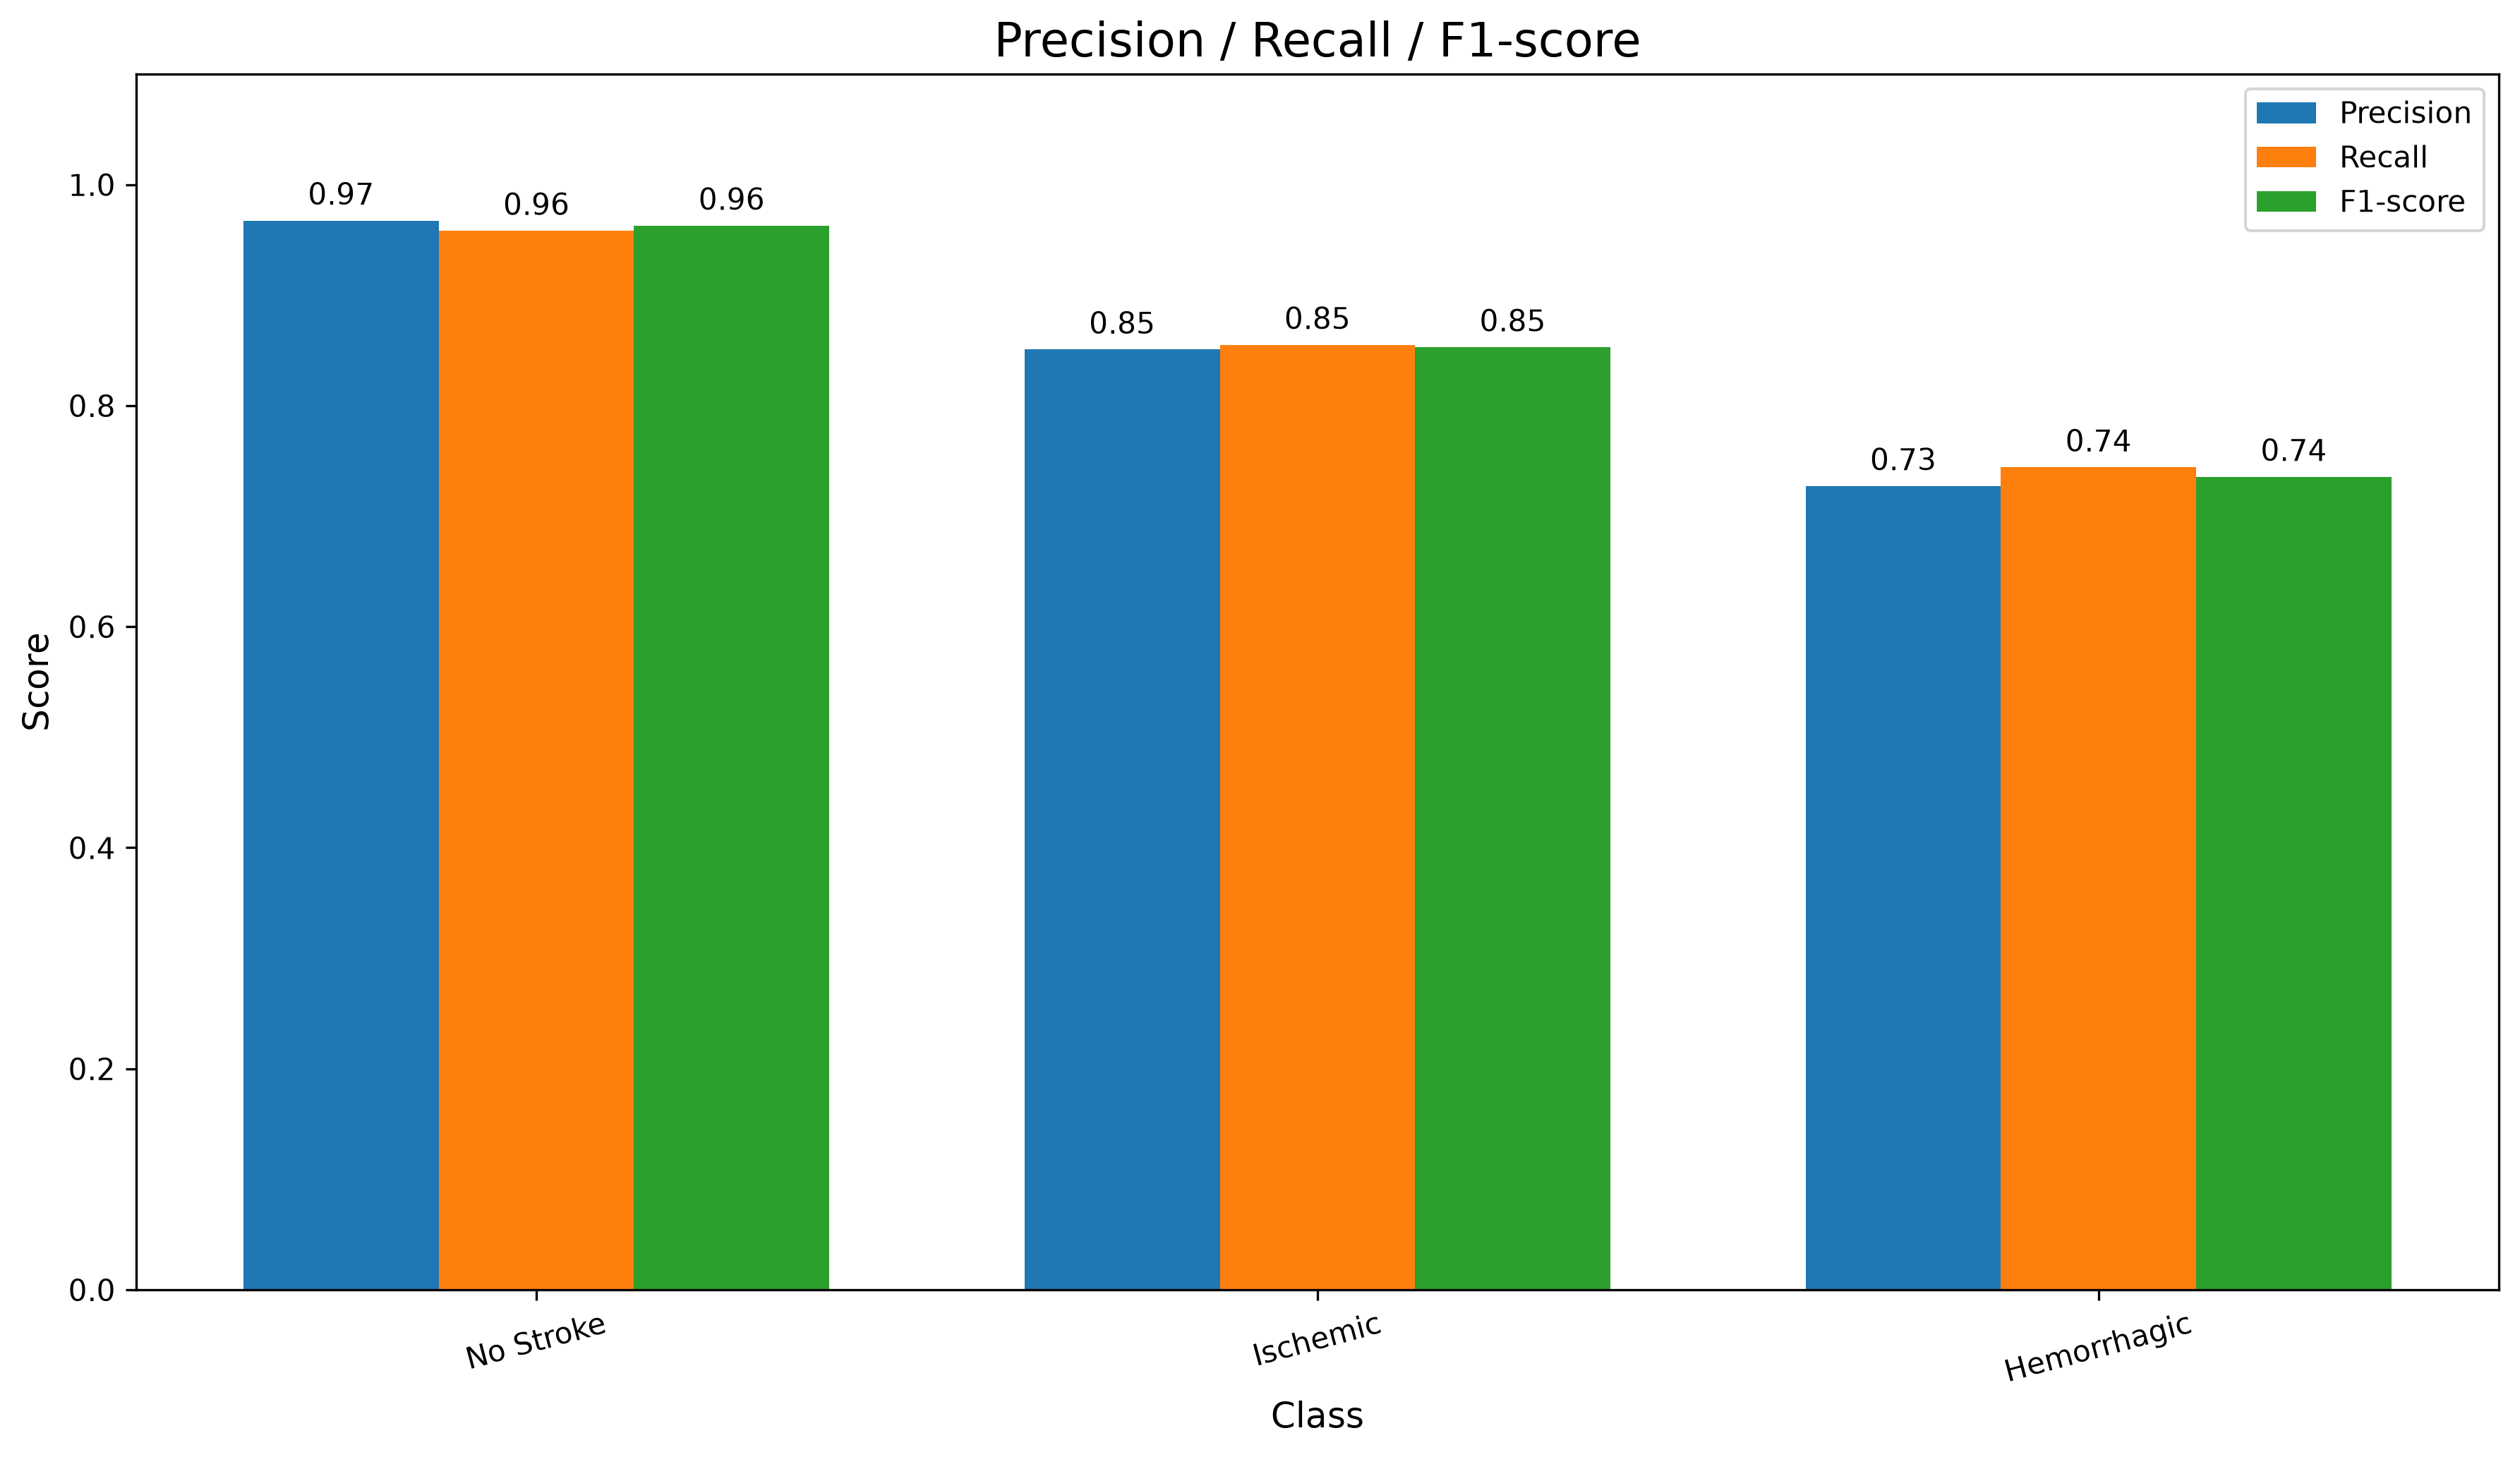 Precision / Recall / F1-score
Precision
Recall
F1-score
Score
1.0
0.8
0.6
0.4
0.2
0.0
0.97
0.96
0.96
0.85
0.85
0.85
0.73
0.74
0.74
No Stroke
Ischemic
Hemorrhagic
Class